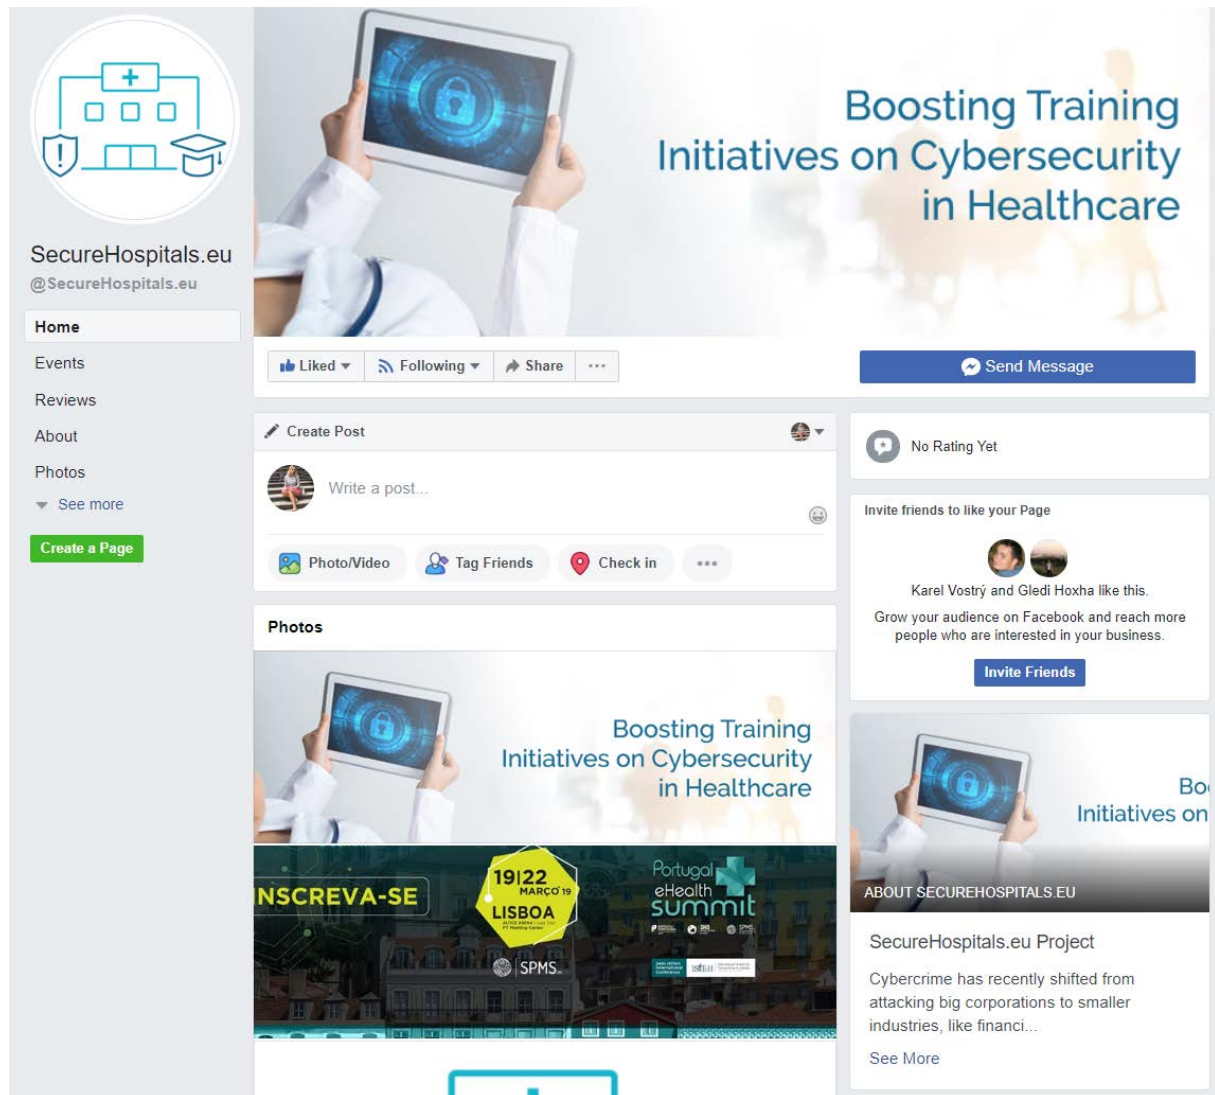 Boosting Training
Initiatives on Cybersecurity
in Healthcare
SecureHospitals.eu
@SecureHospitals.eu
Home
Events
Reviews
About
Photos
See more
Create a Page
Liked
Following
Share
Send Message
Create Post
Write a post...
Photo/Video
Tag Friends
Check in
Photos
Boosting Training
Initiatives on Cybersecurity
in Healthcare
INSCREVA-SE
19|22
MARÇO'19
LISBOA
SPMS
Portugal
eHealth
summit
No Rating Yet
Invite friends to like your Page
Karel Vostrý and Gledi Hoxha like this.
Grow your audience on Facebook and reach more
people who are interested in your business.
Invite Friends
Bo
Initiatives on
ABOUT SECUREHOSPITALS.EU
SecureHospitals.eu Project
Cybercrime has recently shifted from
attacking big corporations to smaller
industries, like financi...
See More